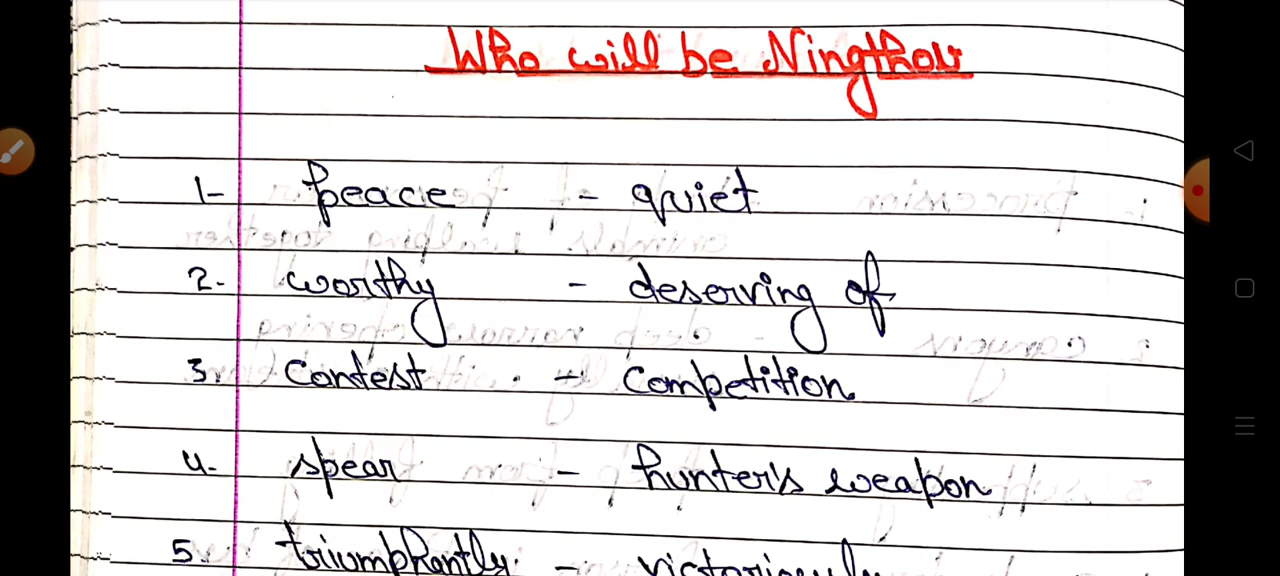 Who will be Ningthou
1- peace - quiet
2- worthy - deserving of
3. Contest - Competition
4- spear - hunter's weapon
5. triumphantly -